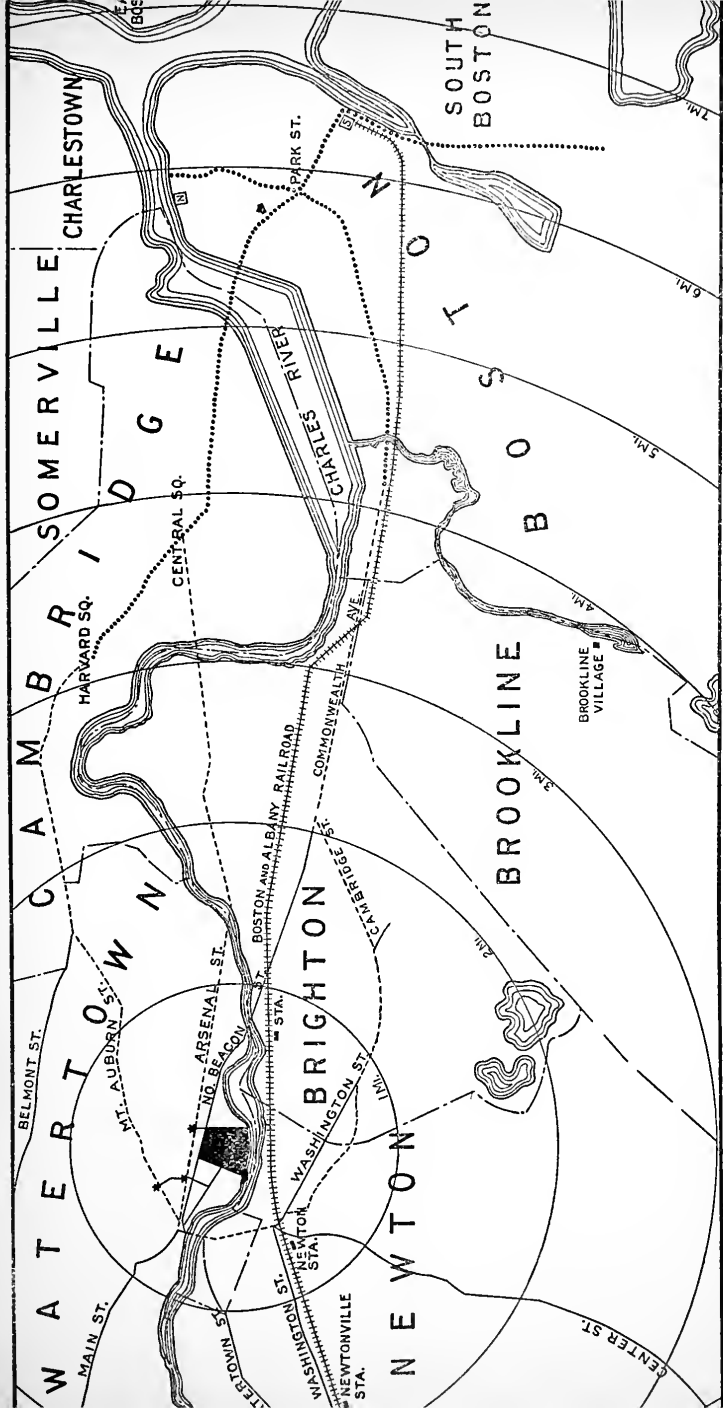 SOUTH
BOSTON
CHARLESTOWN
SOMERVILLE
CAMBRIDGE
WATERTOWN
BOSTON
BROOKLINE
BRIGHTON
NEWTON
PARK ST.
N
S
CHARLES RIVER
CENTRAL SQ.
HARVARD SQ.
COMMONWEALTH AVE.
BOSTON AND ALBANY RAILROAD
BROOKLINE
VILLAGE
CAMBRIDGE ST.
BELMONT ST.
MT. AUBURN ST.
ARSENAL ST.
NO. BEACON ST.
STA.
WASHINGTON ST.
NEWTON
STA.
MAIN ST.
WASHINGTON ST.
NEWTONVILLE
STA.
CENTER ST.
1 MI.
2 MI.
3 MI.
4 MI.
5 MI.
6 MI.
7 MI.